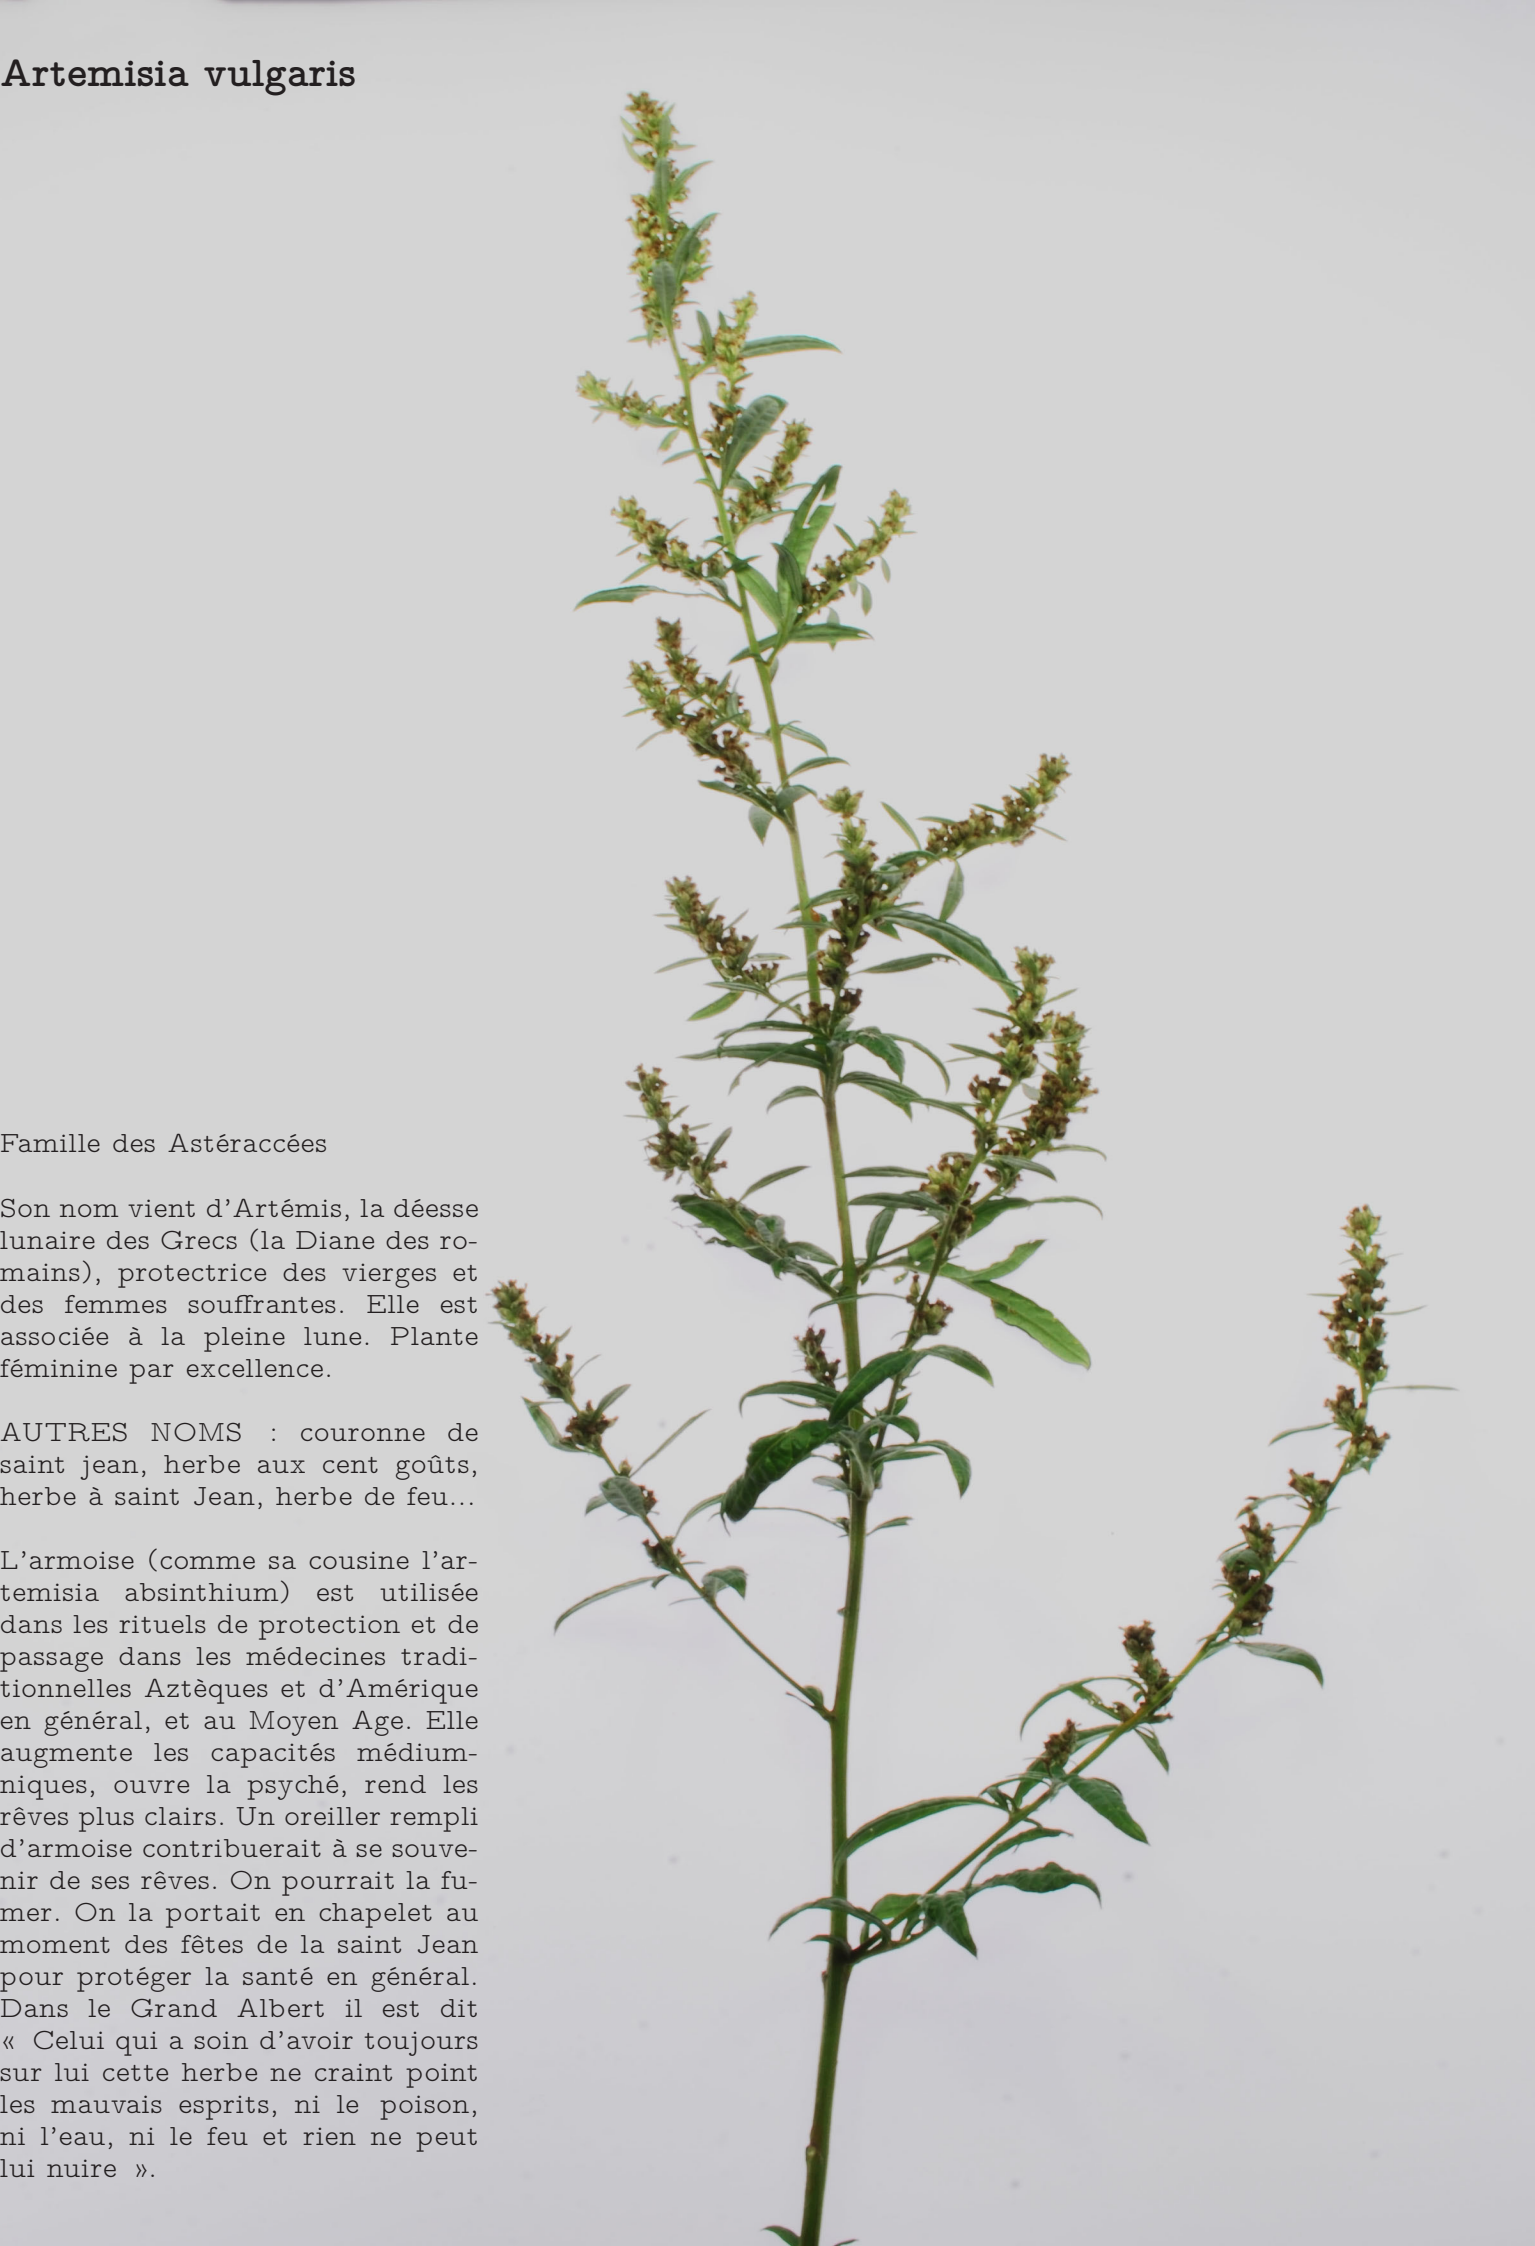 Artemisia vulgaris
Famille des Astéraccées
Son nom vient d'Artémis, la déesse
lunaire des Grecs (la Diane des ro-
mains), protectrice des vierges et
des femmes souffrantes. Elle est
associée à la pleine lune. Plante
féminine par excellence.
AUTRES NOMS : couronne de
saint jean, herbe aux cent goûts,
herbe à saint Jean, herbe de feu...
L'armoise (comme sa cousine l'ar-
temisia absinthium) est utilisée
dans les rituels de protection et de
passage dans les médecines tradi-
tionnelles Aztèques et d'Amérique
en général, et au Moyen Age. Elle
augmente les capacités médium-
niques, ouvre la psyché, rend les
rêves plus clairs. Un oreiller rempli
d'armoise contribuerait à se souve-
nir de ses rêves. On pourrait la fu-
mer. On la portait en chapelet au
moment des fêtes de la saint Jean
pour protéger la santé en général.
Dans le Grand Albert il est dit
« Celui qui a soin d'avoir toujours
sur lui cette herbe ne craint point
les mauvais esprits, ni le poison,
ni l'eau, ni le feu et rien ne peut
lui nuire ».